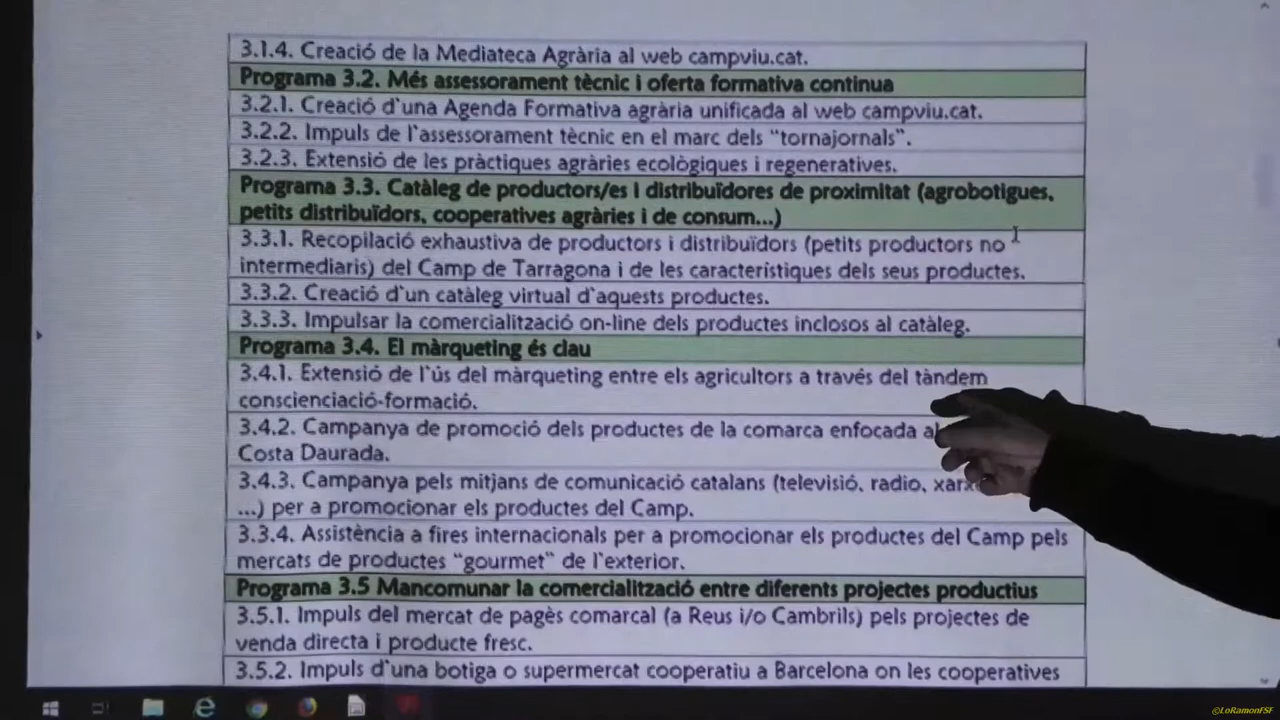 3.1.4. Creació de la Mediateca Agrària al web campviu.cat.
Programa 3.2. Més assessorament tècnic i oferta formativa continua
3.2.1. Creació d'una Agenda Formativa agrària unificada al web campviu.cat.
3.2.2. Impuls de l'assessorament tècnic en el marc dels "tornajornals".
3.2.3. Extensió de les pràctiques agràries ecològiques i regeneratives.
Programa 3.3. Catàleg de productors/es i distribuïdores de proximitat (agrobotigues,
petits distribuïdors, cooperatives agràries i de consum...)
3.3.1. Recopilació exhaustiva de productors i distribuïdors (petits productors no
intermediaris) del Camp de Tarragona i de les característiques dels seus productes.
3.3.2. Creació d'un catàleg virtual d'aquests productes.
3.3.3. Impulsar la comercialització on-line dels productes inclosos al catàleg.
Programa 3.4. El màrqueting és clau
3.4.1. Extensió de l'ús del màrqueting entre els agricultors a través del tàndem
conscienciació-formació.
3.4.2. Campanya de promoció dels productes de la comarca enfocada
Costa Daurada.
3.4.3. Campanya pels mitjans de comunicació catalans (televisió, radio,
...) per a promocionar els productes del Camp.
3.3.4. Assistència a fires internacionals per a promocionar els productes del Camp pels
mercats de productes "gourmet" de l'exterior.
Programa 3.5 Mancomunar la comercialització entre diferents projectes productius
3.5.1. Impuls del mercat de pagès comarcal (a Reus i/o Cambrils) pels projectes de
venda directa i producte fresc.
3.5.2. Impuls d'una botiga o supermercat cooperatiu a Barcelona on les cooperatives
©LoRamonFSF